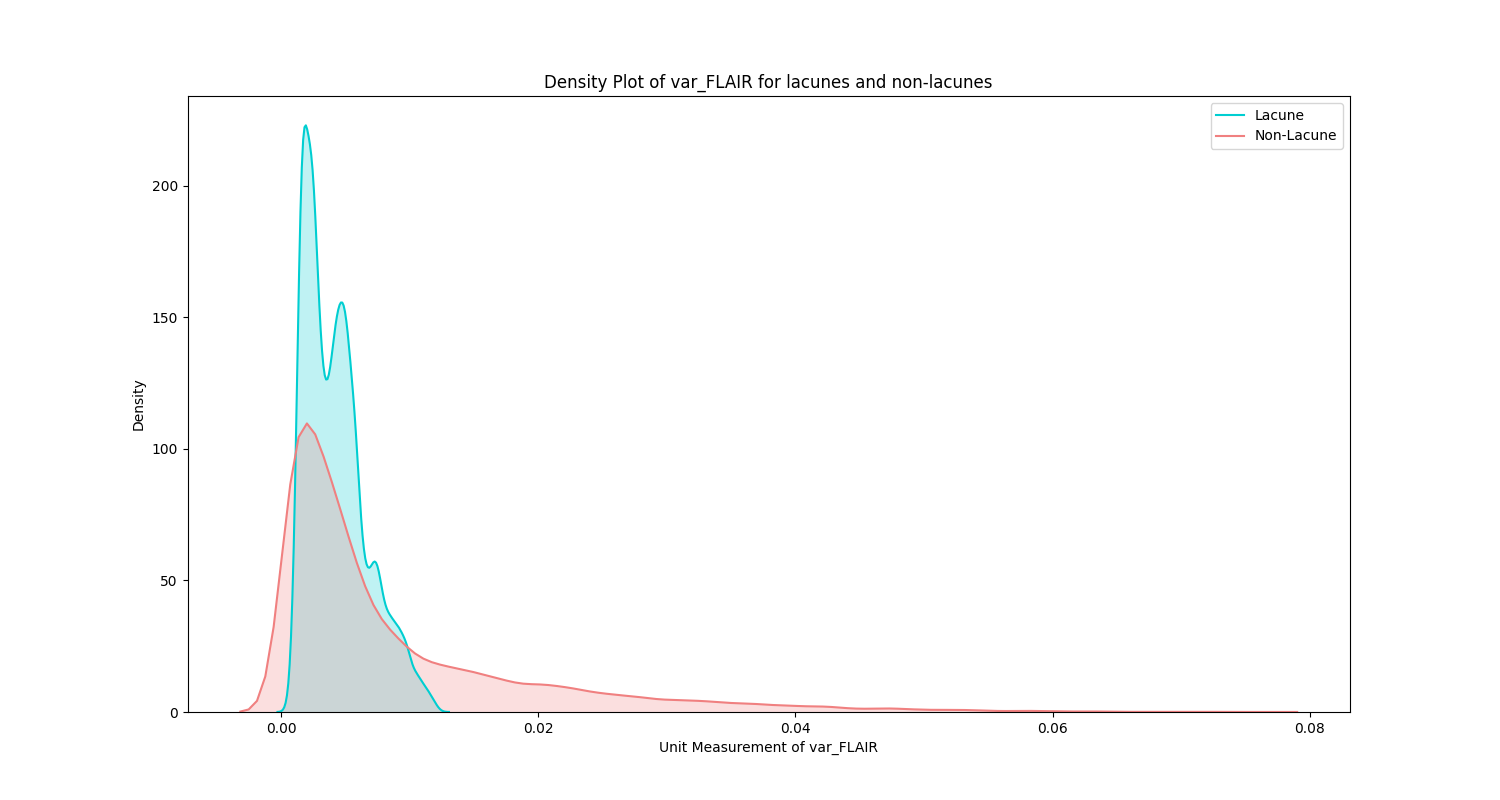 Density Plot of var_FLAIR for lacunes and non-lacunes
Lacune
Non-Lacune
Density
200
150
100
50
0
0.00 0.02 0.04 0.06 0.08
Unit Measurement of var_FLAIR